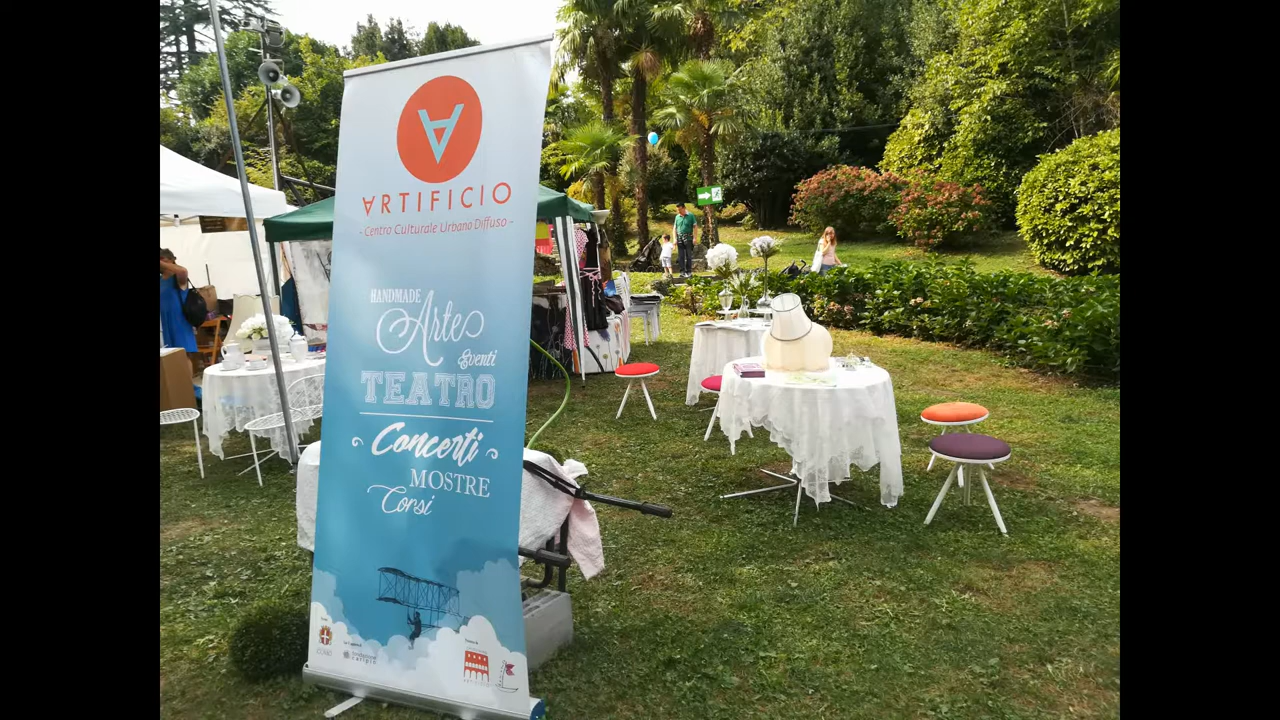 ARTIFICIO
- Centro Culturale Urbano Diffuso -
HANDMADE
Arte
Eventi
TEATRO
Concerti
MOSTRE
Corsi